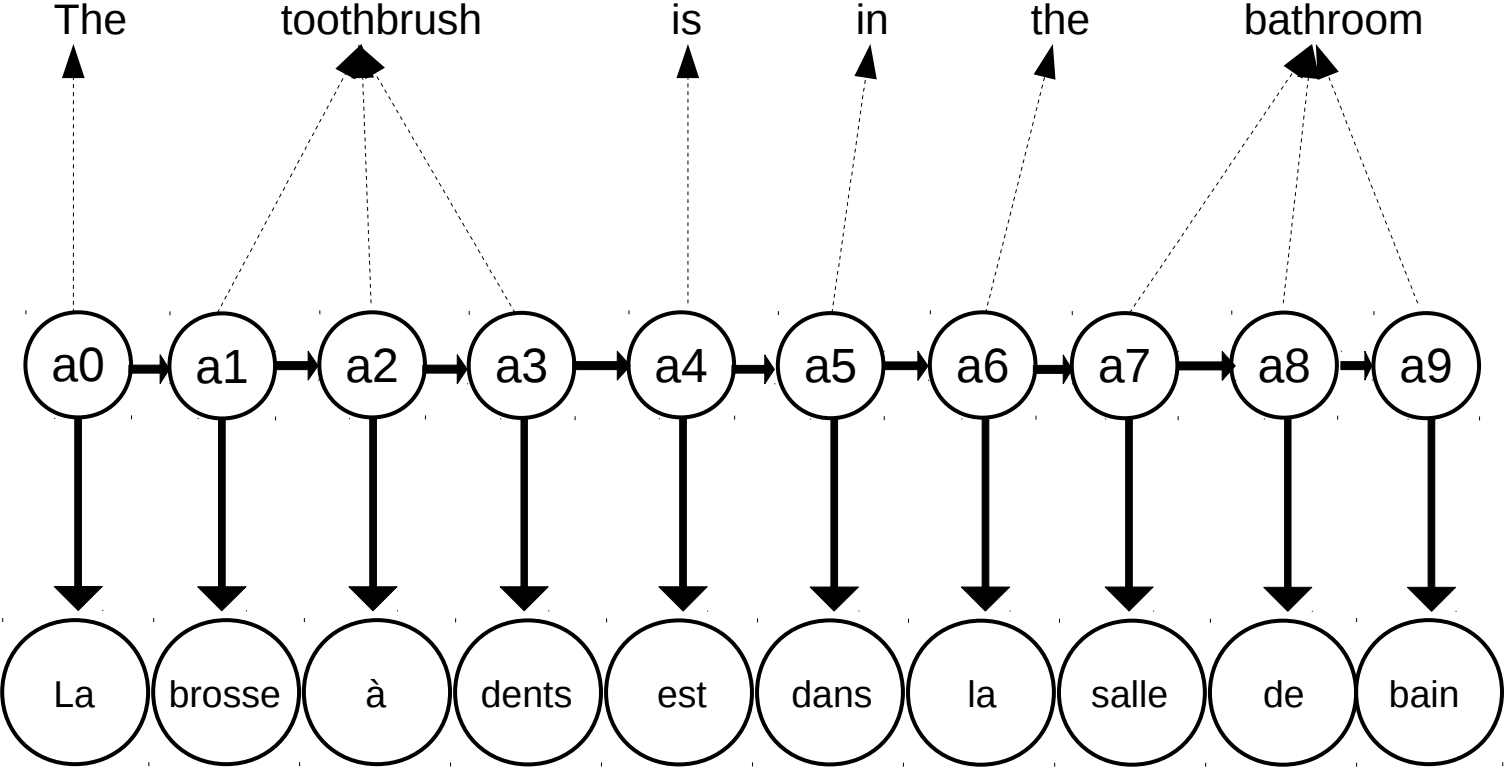 The toothbrush is in the bathroom
a0 a1 a2 a3 a4 a5 a6 a7 a8 a9
La brosse à dents est dans la salle de bain